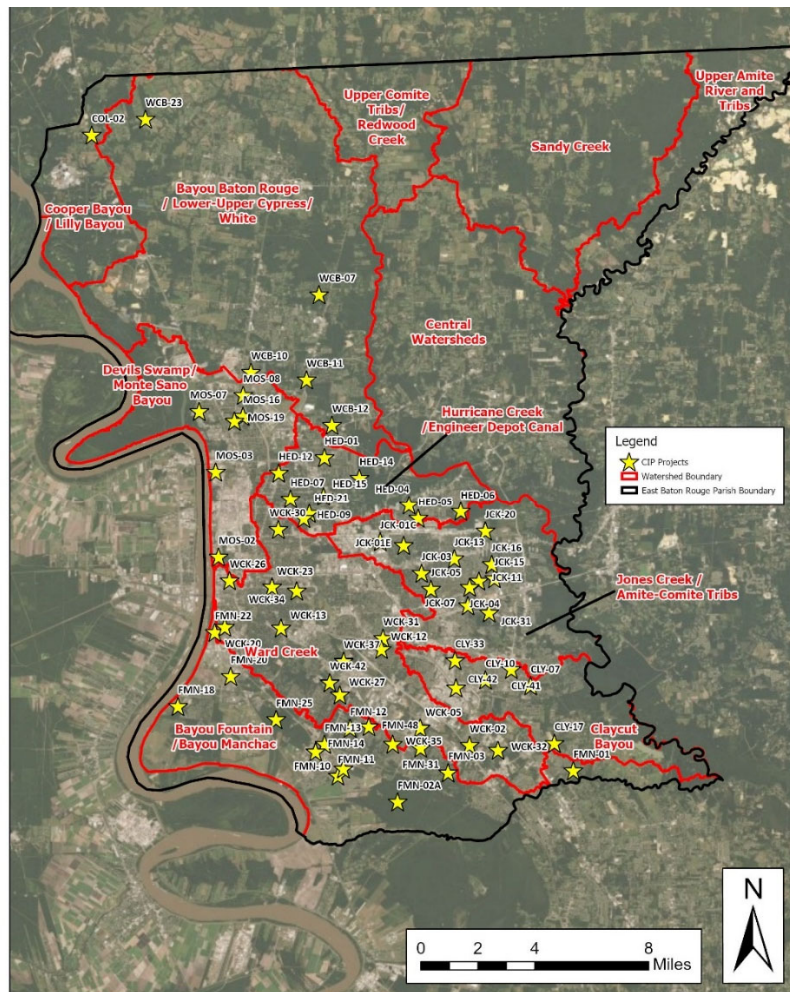 Upper Amite
River and
Tribs
Upper Comite
Tribs/
Redwood
Creek
Sandy Creek
WCB-23
COL-02
Bayou Baton Rouge
/ Lower-Upper Cypress/
White
Cooper Bayou
/ Lilly Bayou
WCB-07
Central
Watersheds
Devils Swamp/
Monte Sano
Bayou
WCB-10
WCB-11
MOS-08
MOS-07
MOS-16
MOS-19
WCB-12
Hurricane Creek
/Engineer Depot Canal
Legend
CIP Projects
Watershed Boundary
East Baton Rouge Parish Boundary
HED-01
MOS-03
HED-12
HED-14
HED-07
HED-15
HED-04
HED-21
HED-05
HED-06
WCK-30
HED-09
JCK-01C
JCK-20
JCK-01E
JCK-13
JCK-16
MOS-02
JCK-03
JCK-15
WCK-26
JCK-05
JCK-11
WCK-23
WCK-34
JCK-07
JCK-04
Jones Creek /
Amite-Comite Tribs
JCK-31
FMN-22
WCK-13
WCK-31
WCK-20
WCK-12
WCK-37
Ward Creek
CLY-33
FMN-20
WCK-42
CLY-10
CLY-07
WCK-27
CLY-42
CLY-41
FMN-18
FMN-25
Bayou Fountain
/Bayou Manchac
FMN-12
WCK-05
FMN-13
FMN-48
WCK-02
CLY-17
Claycut
Bayou
FMN-14
WCK-35
FMN-03
WCK-32
FMN-10
FMN-11
FMN-31
FMN-01
FMN-02A
N
0 2 4 8
Miles